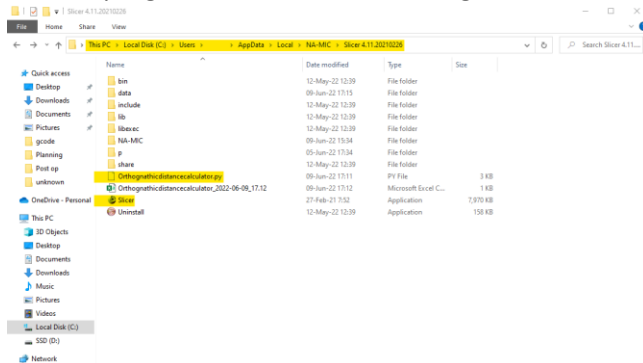 Slicer 4.11.20210226
File Home Share View
This PC > Local Disk (C:) > Users > > AppData > Local > NA-MIC > Slicer 4.11.20210226
Search Slicer 4.11....
Name Date modified Type Size
Quick access
Desktop
Downloads
Documents
Pictures
gcode
Planning
Post op
unknown
OneDrive - Personal
This PC
3D Objects
Desktop
Documents
Downloads
Music
Pictures
Videos
Local Disk (C:)
SSD (D:)
Network
bin 12-May-22 12:39 File folder
data 09-Jun-22 17:15 File folder
include 12-May-22 12:39 File folder
lib 12-May-22 12:39 File folder
libexec 12-May-22 12:39 File folder
NA-MIC 09-Jun-22 15:34 File folder
p 05-Jun-22 17:34 File folder
share 12-May-22 12:39 File folder
Orthognathicdistancecalculator.py 09-Jun-22 17:11 PY File 3 KB
Orthognathicdistancecalculator_2022-06-09_17.12 09-Jun-22 17:12 Microsoft Excel C... 1 KB
Slicer 27-Feb-21 7:52 Application 7,970 KB
Uninstall 12-May-22 12:39 Application 158 KB